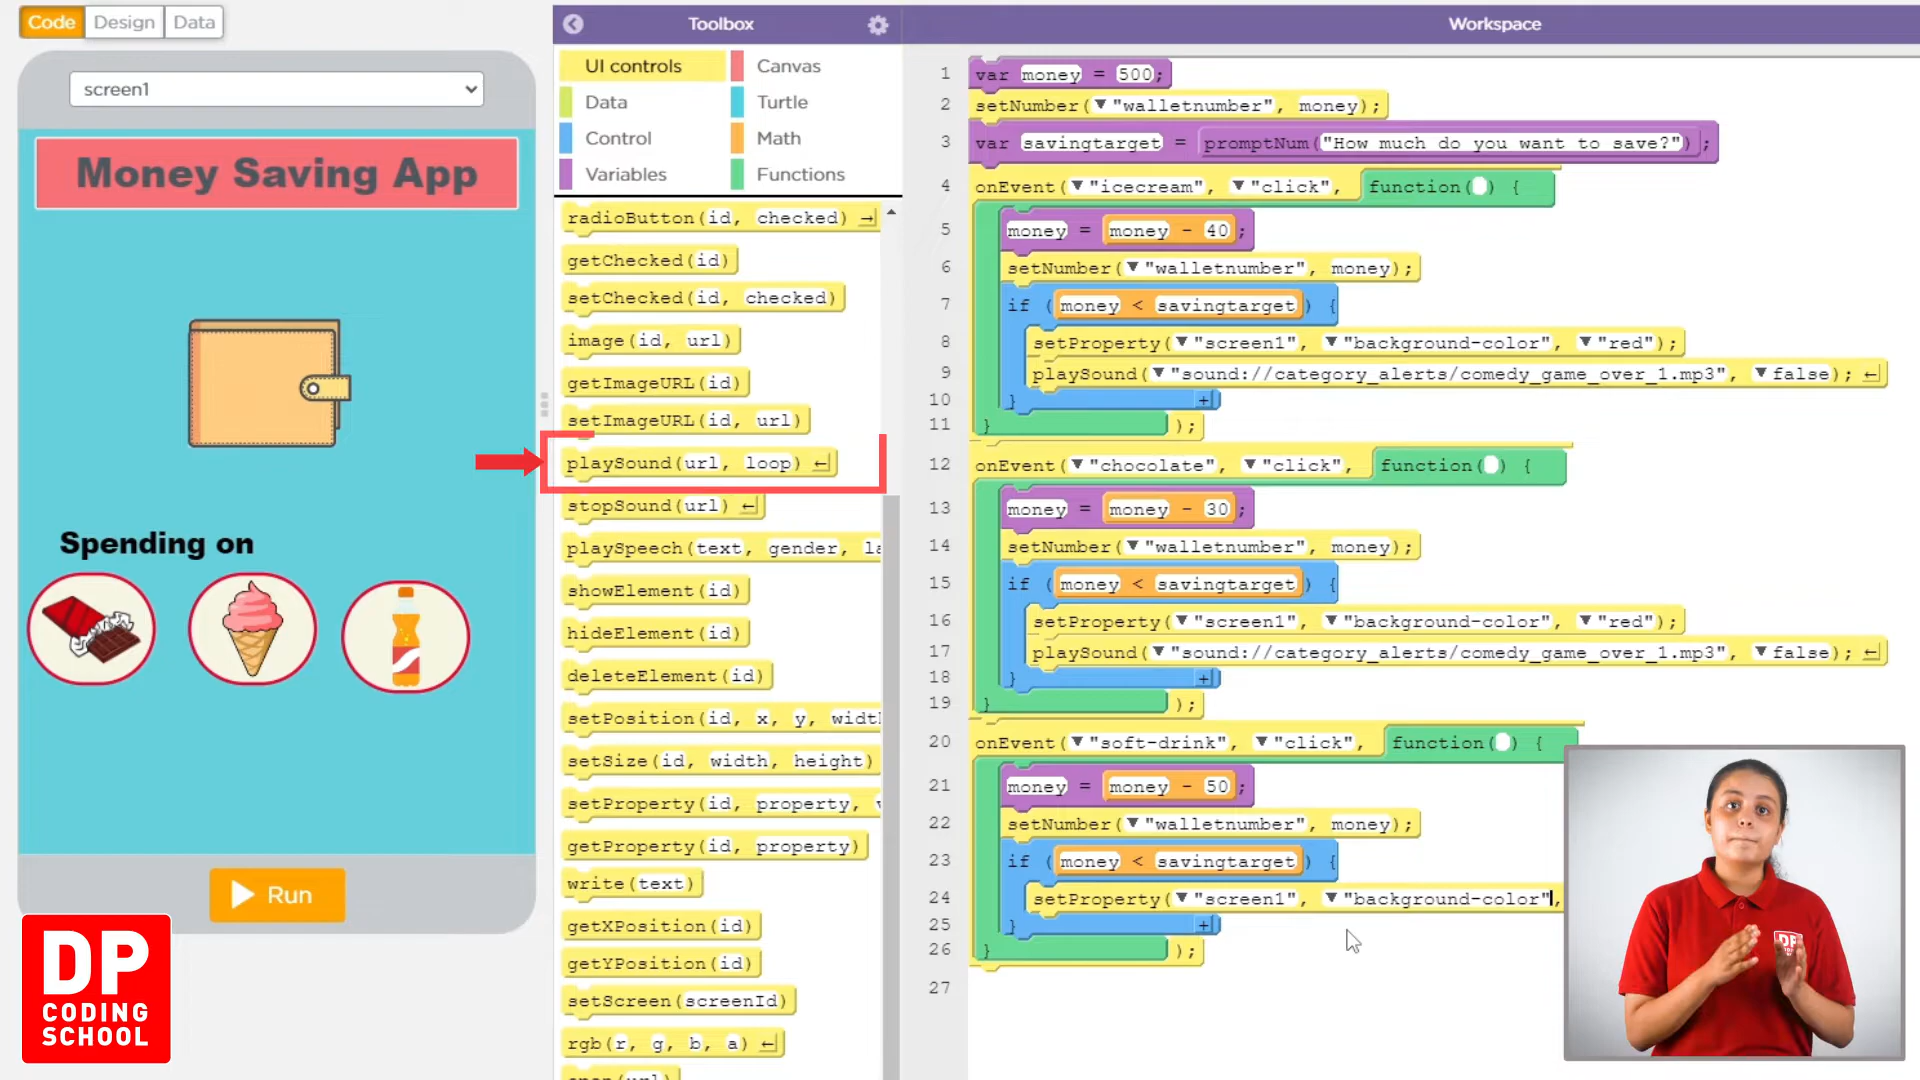 Code Design Data
screen1
Money Saving App
Spending on
Run
DP
CODING
SCHOOL
Toolbox
UI controls
Canvas
Data
Turtle
Control
Math
Variables
Functions
radioButton(id, checked)
getChecked(id)
setChecked(id, checked)
image(id, url)
getImageURL(id)
setImageURL(id, url)
playSound(url, loop)
stopSound(url)
playSpeech(text, gender, la
showElement(id)
hideElement(id)
deleteElement(id)
setPosition(id, x, y, widt
setSize(id, width, height)
setProperty(id, property, v
getProperty(id, property)
write(text)
getXPosition(id)
getYPosition(id)
setScreen(screenId)
rgb(r, g, b, a)
Workspace
1 var money = 500;
2 setNumber(▼"walletnumber", money);
3 var savingtarget = promptNum("How much do you want to save?");
4 onEvent(▼"icecream", ▼"click", function() {
5 money = money - 40;
6 setNumber(▼"walletnumber", money);
7 if (money < savingtarget) {
8 setProperty(▼"screen1", ▼"background-color", ▼"red");
9 playSound(▼"sound://category_alerts/comedy_game_over_1.mp3", ▼false);
10 } +
11 });
12 onEvent(▼"chocolate", ▼"click", function() {
13 money = money - 30;
14 setNumber(▼"walletnumber", money);
15 if (money < savingtarget) {
16 setProperty(▼"screen1", ▼"background-color", ▼"red");
17 playSound(▼"sound://category_alerts/comedy_game_over_1.mp3", ▼false);
18 } +
19 });
20 onEvent(▼"soft-drink", ▼"click", function() {
21 money = money - 50;
22 setNumber(▼"walletnumber", money);
23 if (money < savingtarget) {
24 setProperty(▼"screen1", ▼"background-color",
25 } +
26 });
27
DP